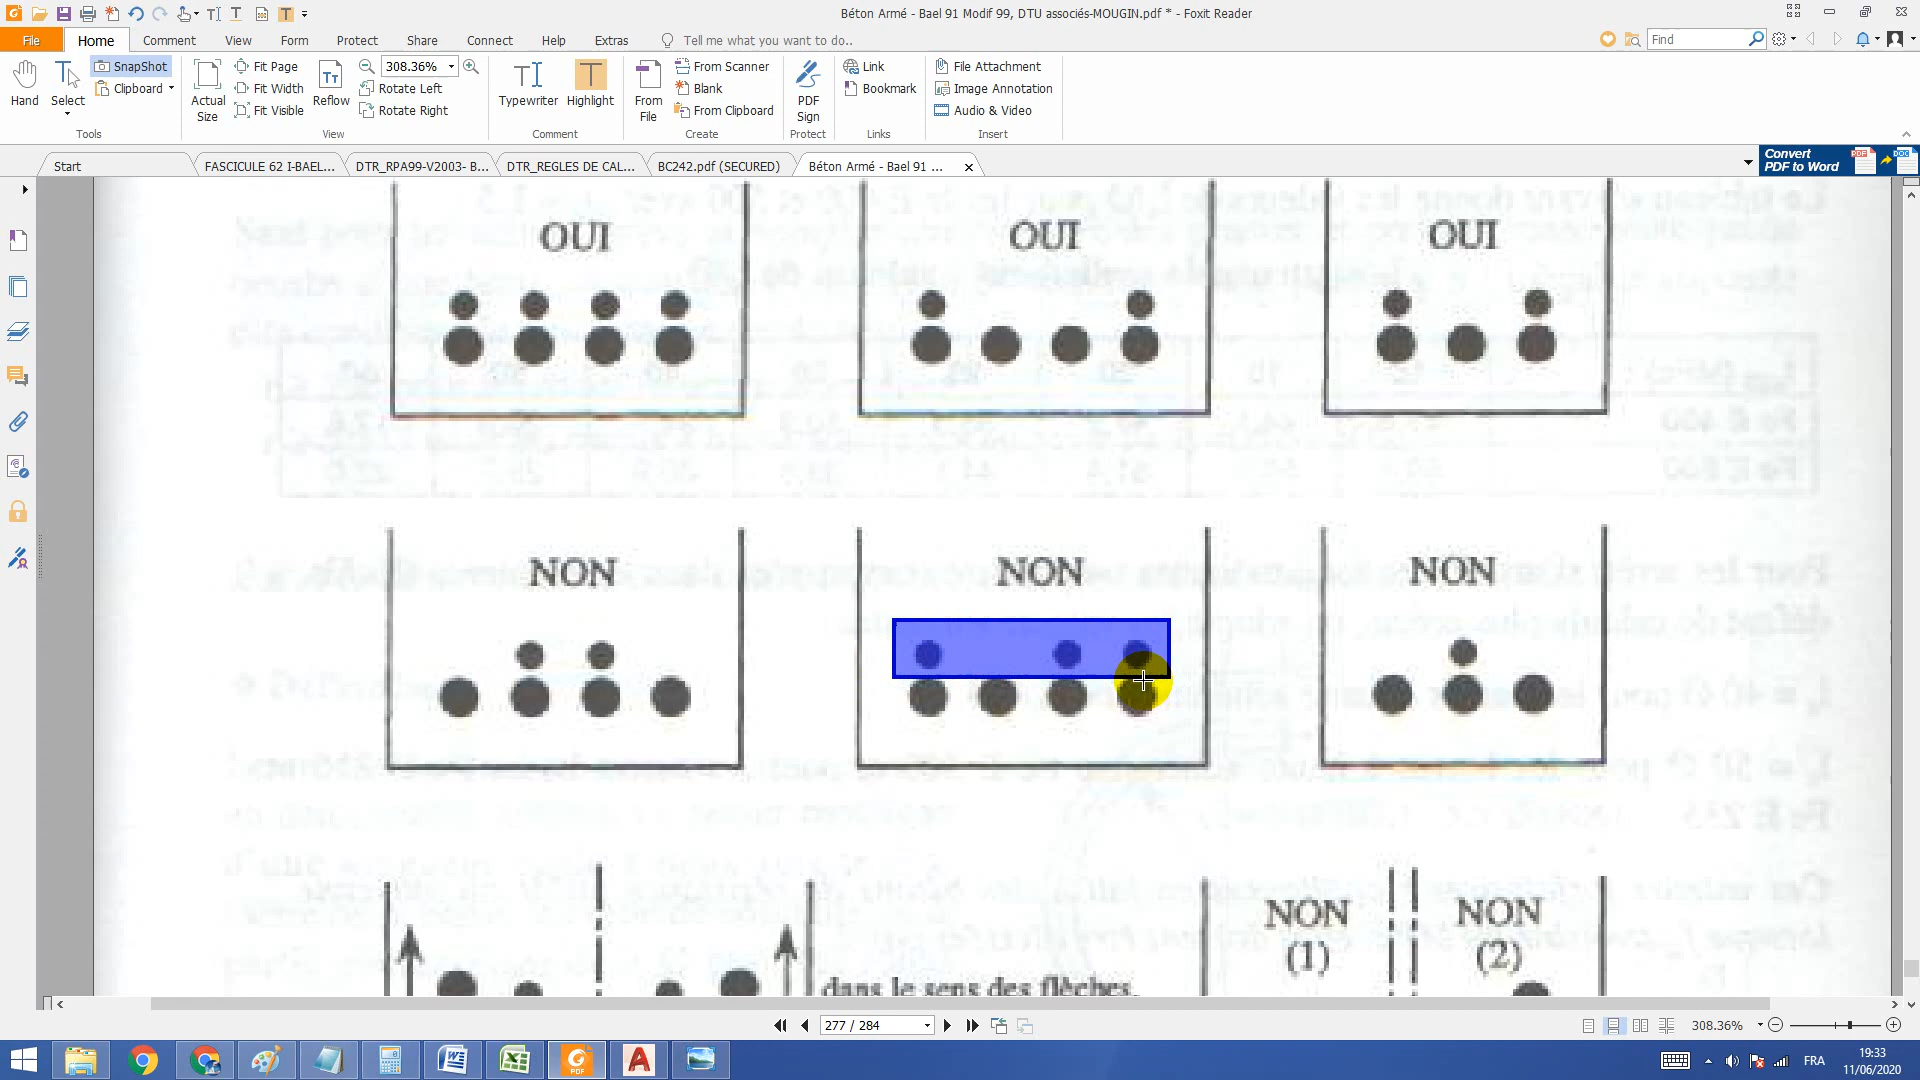 Béton Armé - Bael 91 Modif 99, DTU associés-MOUGIN.pdf * - Foxit Reader
File Home Comment View Form Protect Share Connect Help Extras Tell me what you want to do.. Find
Hand
Select
SnapShot
Clipboard
Tools
Actual Size
Fit Page
Fit Width
Fit Visible
Reflow
308.36%
Rotate Left
Rotate Right
View
Typewriter
Highlight
Comment
From File
From Scanner
Blank
From Clipboard
Create
PDF Sign
Protect
Link
Bookmark
Links
File Attachment
Image Annotation
Audio & Video
Insert
Start FASCICULE 62 I-BAEL... DTR_RPA99-V2003- B... DTR_REGLES DE CAL... BC242.pdf (SECURED) Béton Armé - Bael 91 ...
Convert
PDF to Word
OUI OUI OUI
NON NON NON
NON
(1)
NON
(2)
dans le sens des flèches.
277 / 284
308.36%
FRA
19:33
11/06/2020